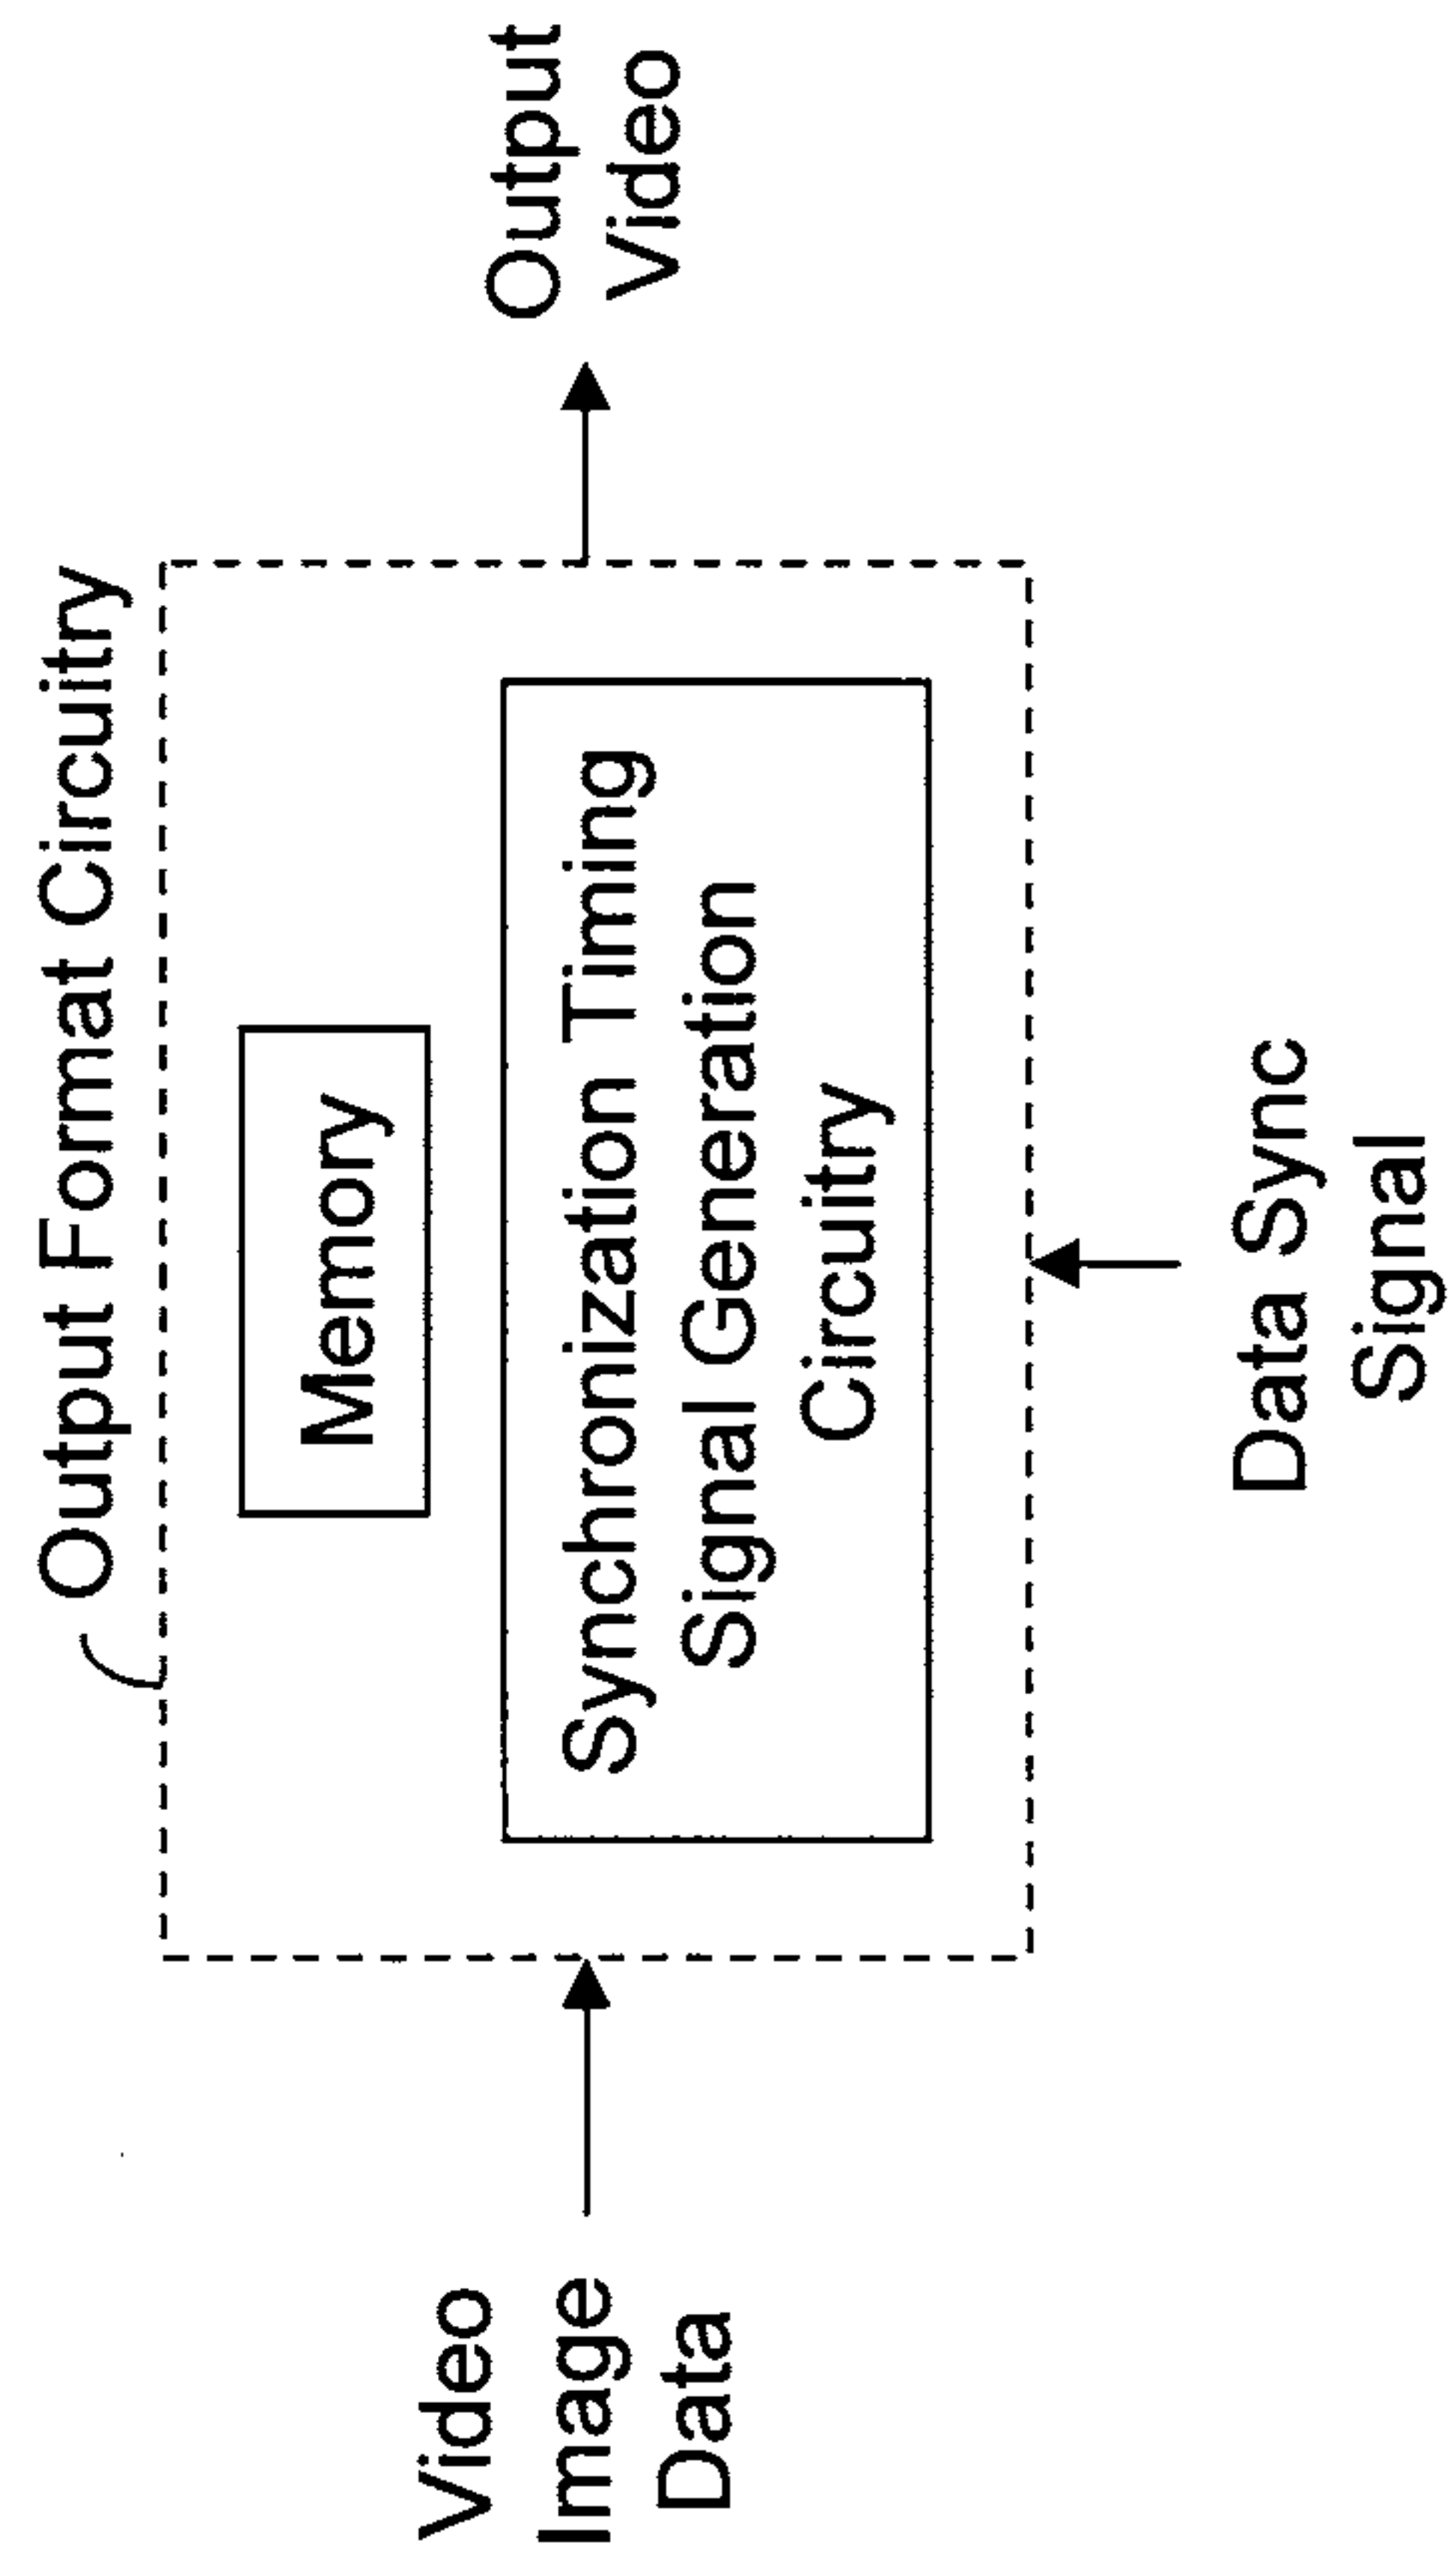 Output Format Circuitry
Memory
Synchronization Timing
Signal Generation
Circuitry
Video
Image
Data
Output
Video
Data Sync
Signal